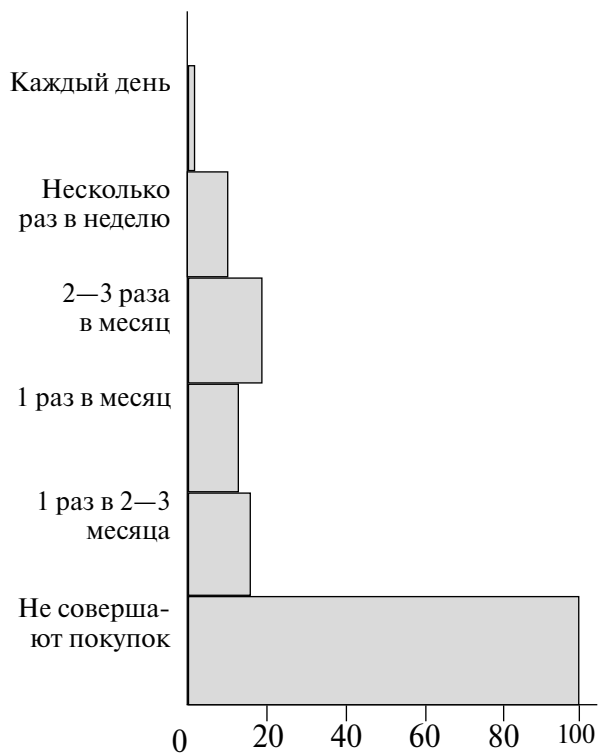 Каждый день
Несколько
раз в неделю
2—3 раза
в месяц
1 раз в месяц
1 раз в 2—3
месяца
Не соверша-
ют покупок
0 20 40 60 80 100